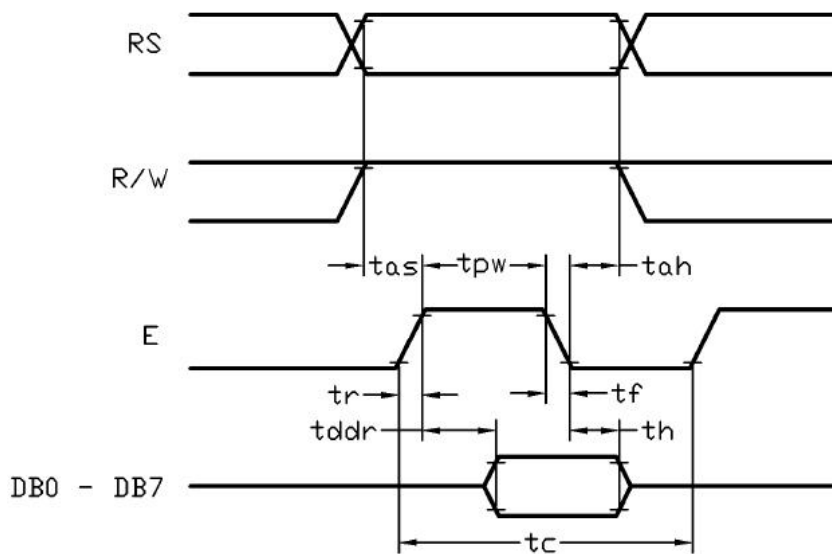 RS
R/W
tas tpw tah
E
tr tf
tddr th
DB0 - DB7
tc